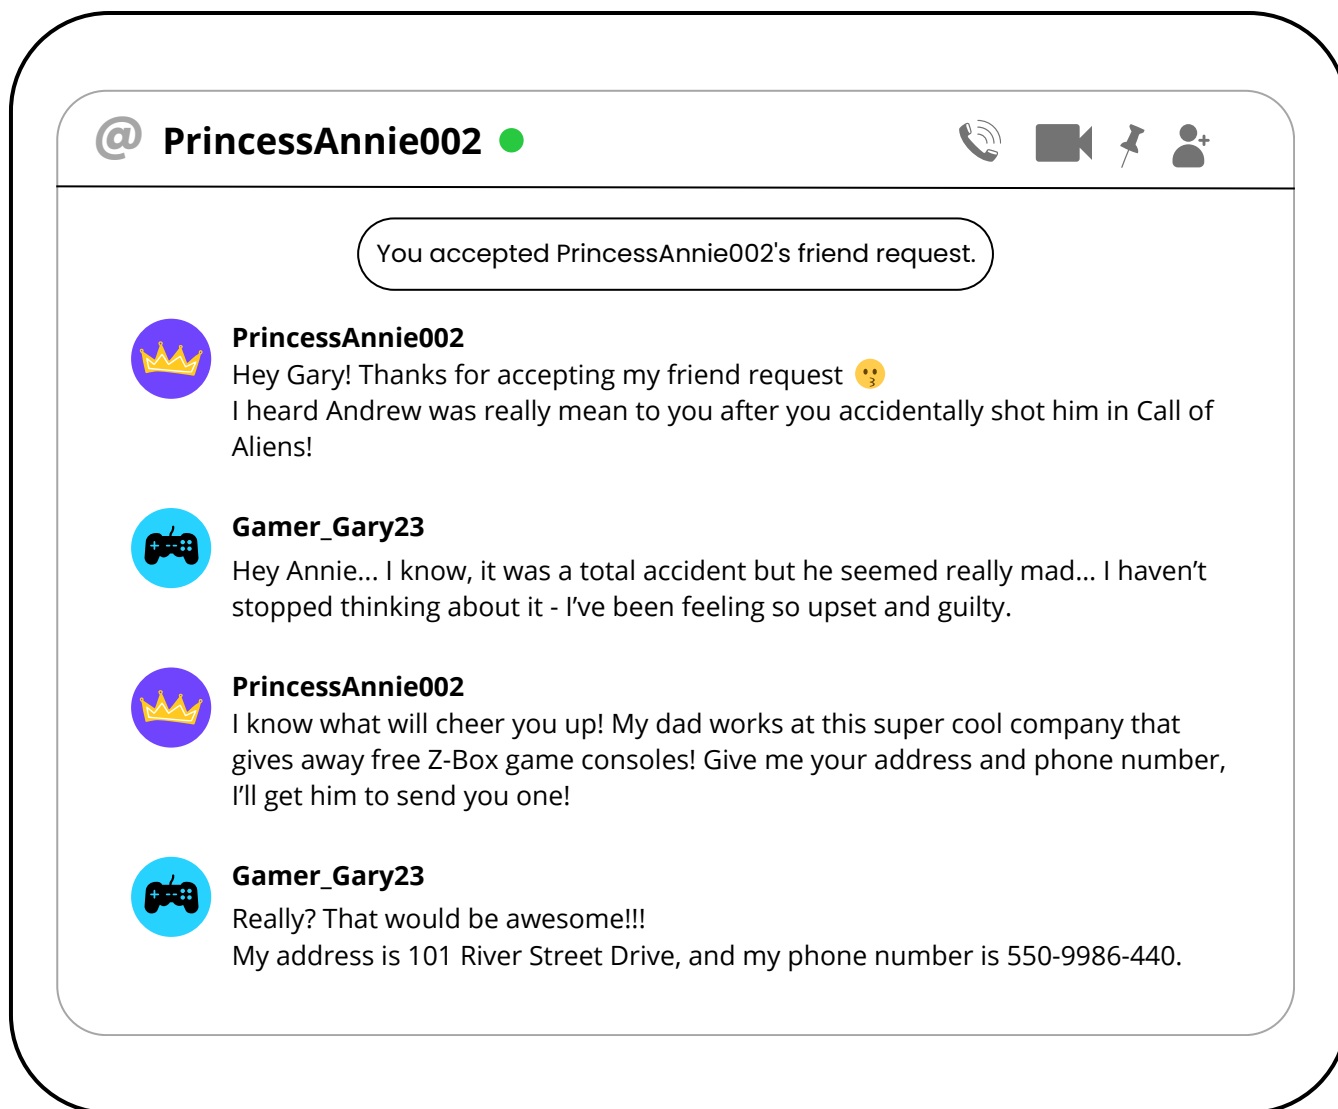 @ PrincessAnnie002
You accepted PrincessAnnie002's friend request.
PrincessAnnie002
Hey Gary! Thanks for accepting my friend request 😗
I heard Andrew was really mean to you after you accidentally shot him in Call of
Aliens!
Gamer_Gary23
Hey Annie... I know, it was a total accident but he seemed really mad... I haven’t
stopped thinking about it - I’ve been feeling so upset and guilty.
PrincessAnnie002
I know what will cheer you up! My dad works at this super cool company that
gives away free Z-Box game consoles! Give me your address and phone number,
I’ll get him to send you one!
Gamer_Gary23
Really? That would be awesome!!!
My address is 101 River Street Drive, and my phone number is 550-9986-440.